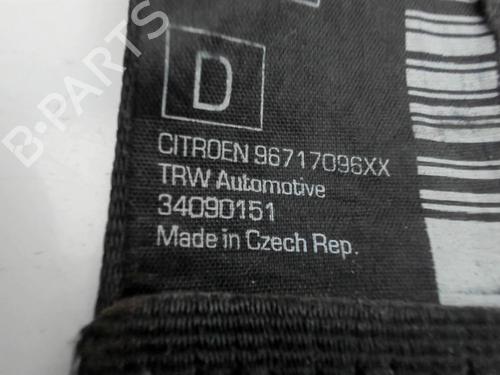 D
CITROEN 96717096XX
TRW Automotive
34090151
Made in Czech Rep.
B-PARTS